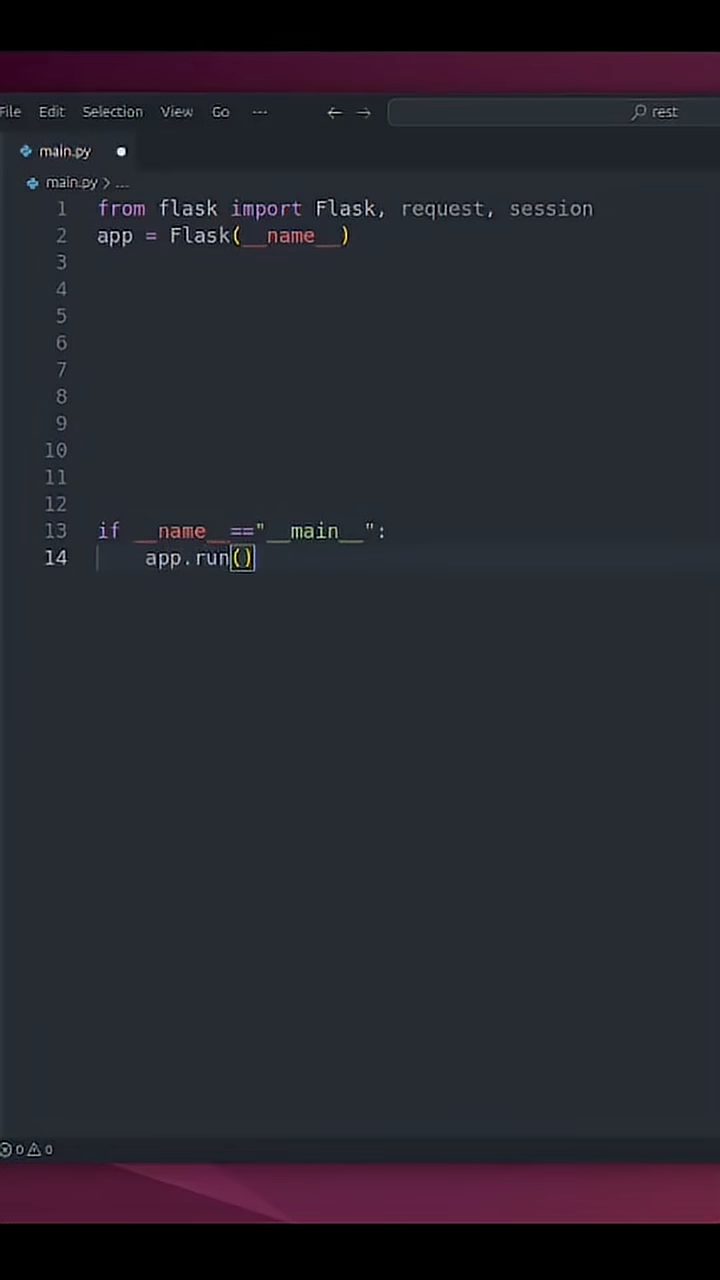 File Edit Selection View Go ··· ← → rest
main.py
main.py > ...
1 from flask import Flask, request, session
2 app = Flask(__name__)
3
4
5
6
7
8
9
10
11
12
13 if __name__=="__main__":
14 app.run()
0 0